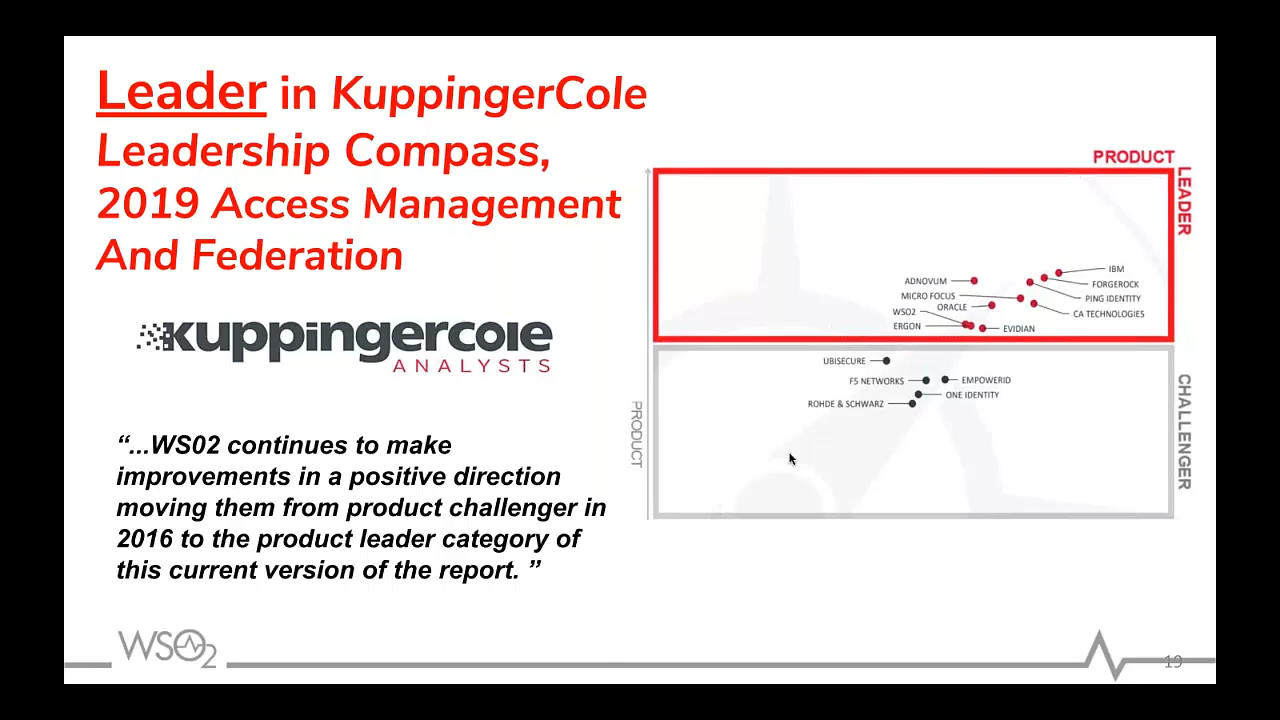 Leader in KuppingerCole
Leadership Compass,
2019 Access Management
And Federation
kuppingercole
ANALYSTS
“...WS02 continues to make
improvements in a positive direction
moving them from product challenger in
2016 to the product leader category of
this current version of the report. ”
PRODUCT
LEADER
IBM
ADNOVUM
FORGEROCK
MICRO FOCUS
PING IDENTITY
ORACLE
WSO2
CA TECHNOLOGIES
ERGON
EVIDIAN
UBISECURE
F5 NETWORKS
EMPOWERID
ONE IDENTITY
ROHDE & SCHWARZ
PRODUCT
CHALLENGER
WSO2
19